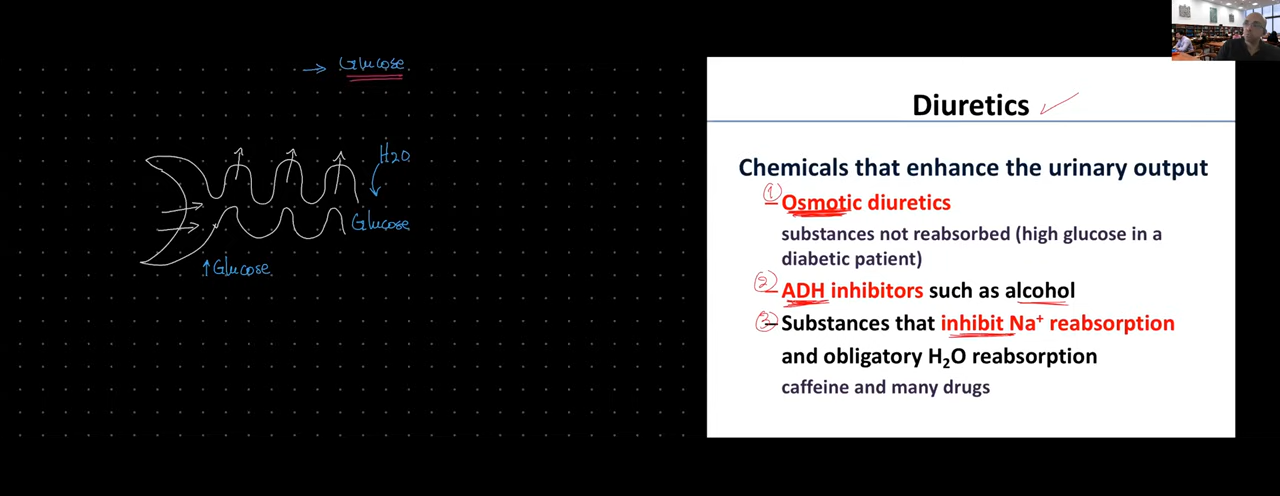 → Glucose
H2O
Glucose
↑ Glucose
Diuretics
Chemicals that enhance the urinary output
① Osmotic diuretics
substances not reabsorbed (high glucose in a
diabetic patient)
② ADH inhibitors such as alcohol
③ Substances that inhibit Na⁺ reabsorption
and obligatory H₂O reabsorption
caffeine and many drugs